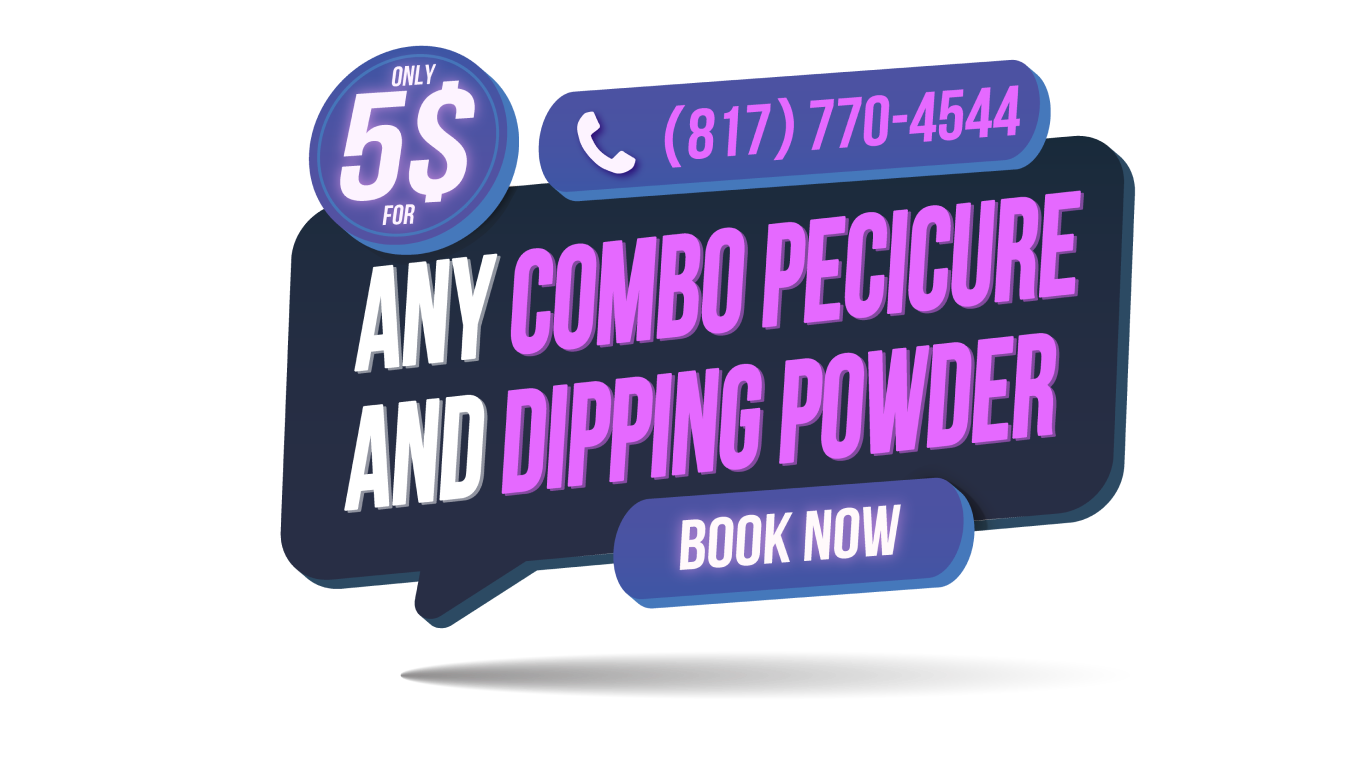 ONLY
5$
FOR
(817) 770-4544
ANY COMBO PECICURE
AND DIPPING POWDER
BOOK NOW